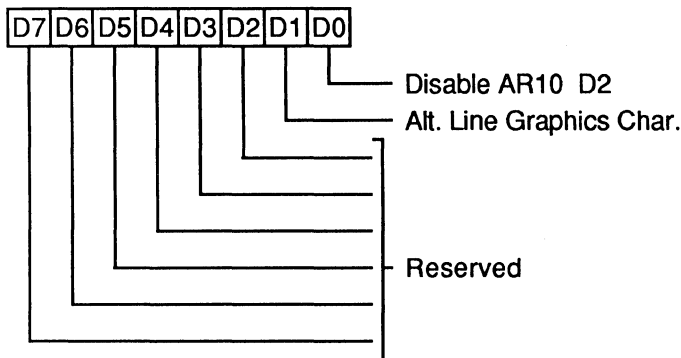 D7 D6 D5 D4 D3 D2 D1 D0
Disable AR10 D2
Alt. Line Graphics Char.
Reserved